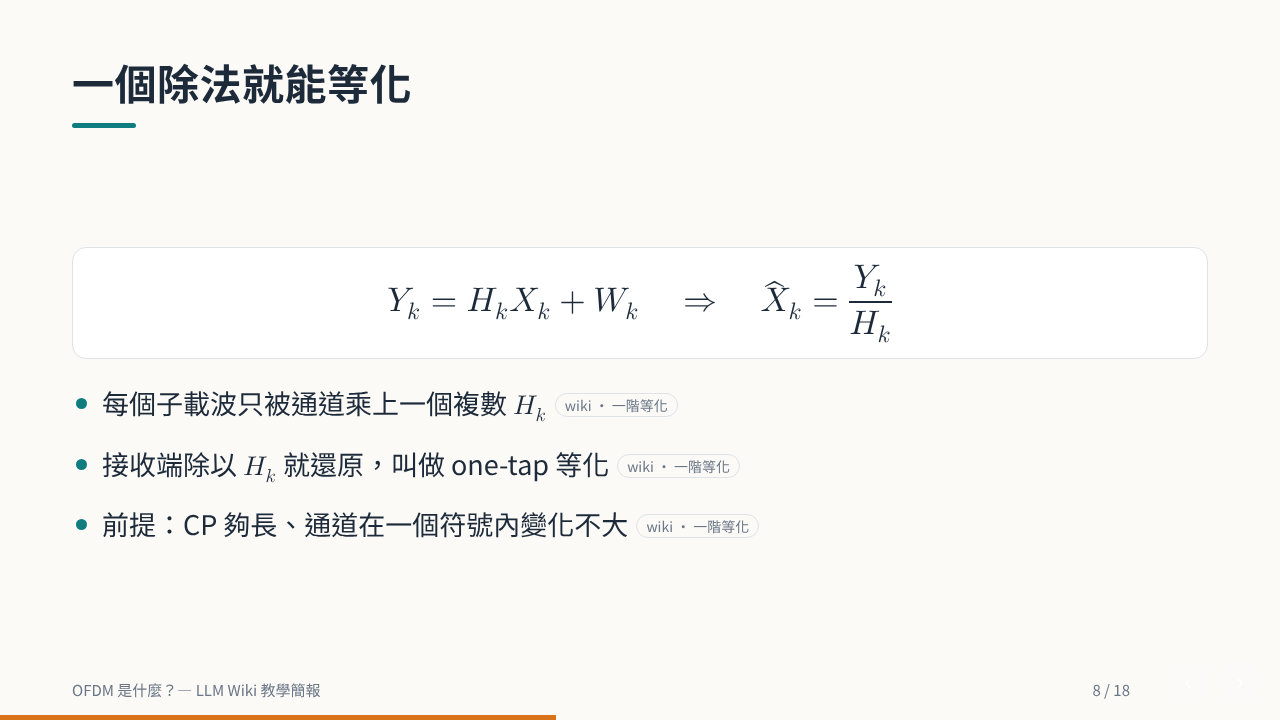 一個除法就能等化
Y_k = H_k X_k + W_k ⇒ X̂_k = Y_k / H_k
每個子載波只被通道乘上一個複數 H_k wiki · 一階等化
接收端除以 H_k 就還原，叫做 one-tap 等化 wiki · 一階等化
前提：CP 夠長、通道在一個符號內變化不大 wiki · 一階等化
OFDM 是什麼？— LLM Wiki 教學簡報
8 / 18